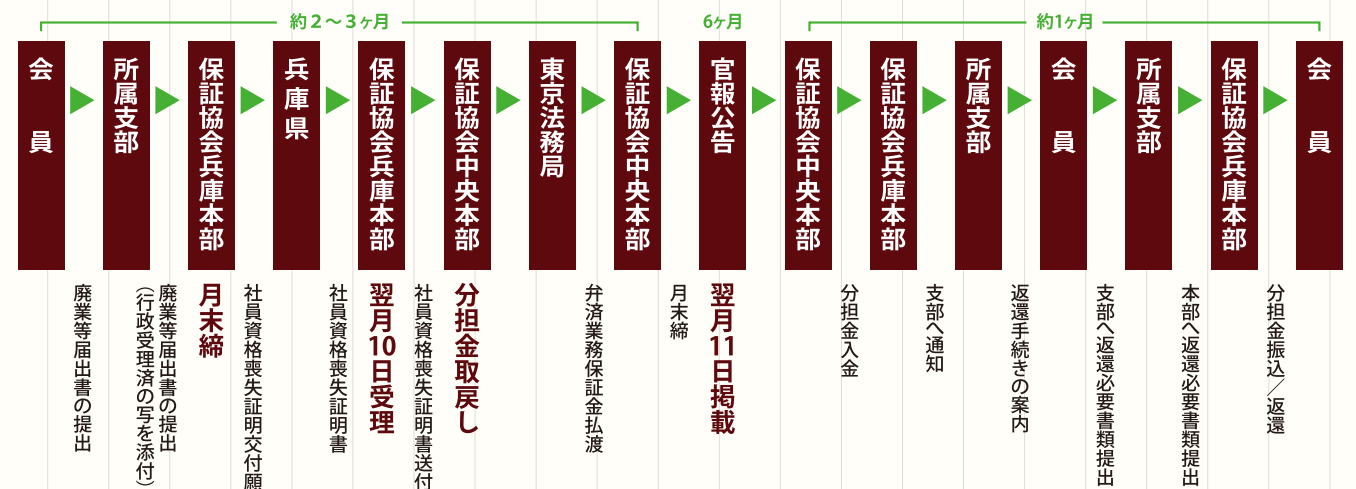 約2～3ヶ月
6ヶ月
約1ヶ月
会員
所属支部
保証協会兵庫本部
兵庫県
保証協会兵庫本部
保証協会中央本部
東京法務局
保証協会中央本部
官報公告
保証協会中央本部
保証協会兵庫本部
所属支部
会員
所属支部
保証協会兵庫本部
会員
廃業等届出書の提出
廃業等届出書の提出
（行政受理済の写を添付）
月末締
社員資格喪失証明交付願
社員資格喪失証明書
翌月10日受理
社員資格喪失証明書送付
分担金取戻し
弁済業務保証金払渡
月末締
翌月11日掲載
分担金入金
支部へ通知
返還手続きの案内
支部へ返還必要書類提出
本部へ返還必要書類提出
分担金振込／返還